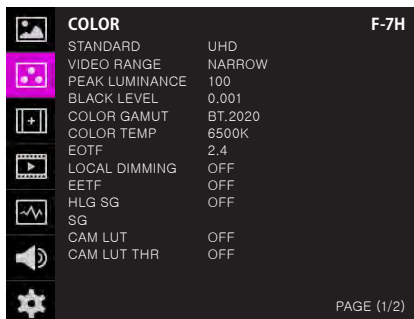 COLOR F-7H
STANDARD UHD
VIDEO RANGE NARROW
PEAK LUMINANCE 100
BLACK LEVEL 0.001
COLOR GAMUT BT.2020
COLOR TEMP 6500K
EOTF 2.4
LOCAL DIMMING OFF
EETF OFF
HLG SG OFF
SG
CAM LUT OFF
CAM LUT THR OFF
PAGE (1/2)